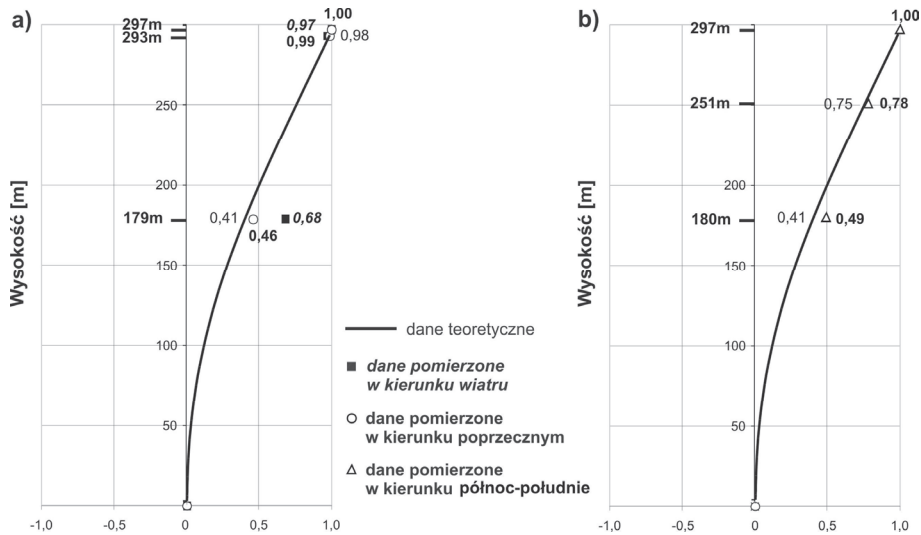 a)
297m
293m
0,97
1,00
0,99
0,98
250
200
179m
0,41
0,46
0,68
150
100
50
Wysokość [m]
-1,0
-0,5
0
0,5
1,0
dane teoretyczne
dane pomierzone
w kierunku wiatru
dane pomierzone
w kierunku poprzecznym
dane pomierzone
w kierunku północ-południe
b)
297m
1,00
251m
250
0,75
0,78
200
180m
0,41
0,49
150
100
50
Wysokość [m]
-1,0
-0,5
0
0,5
1,0